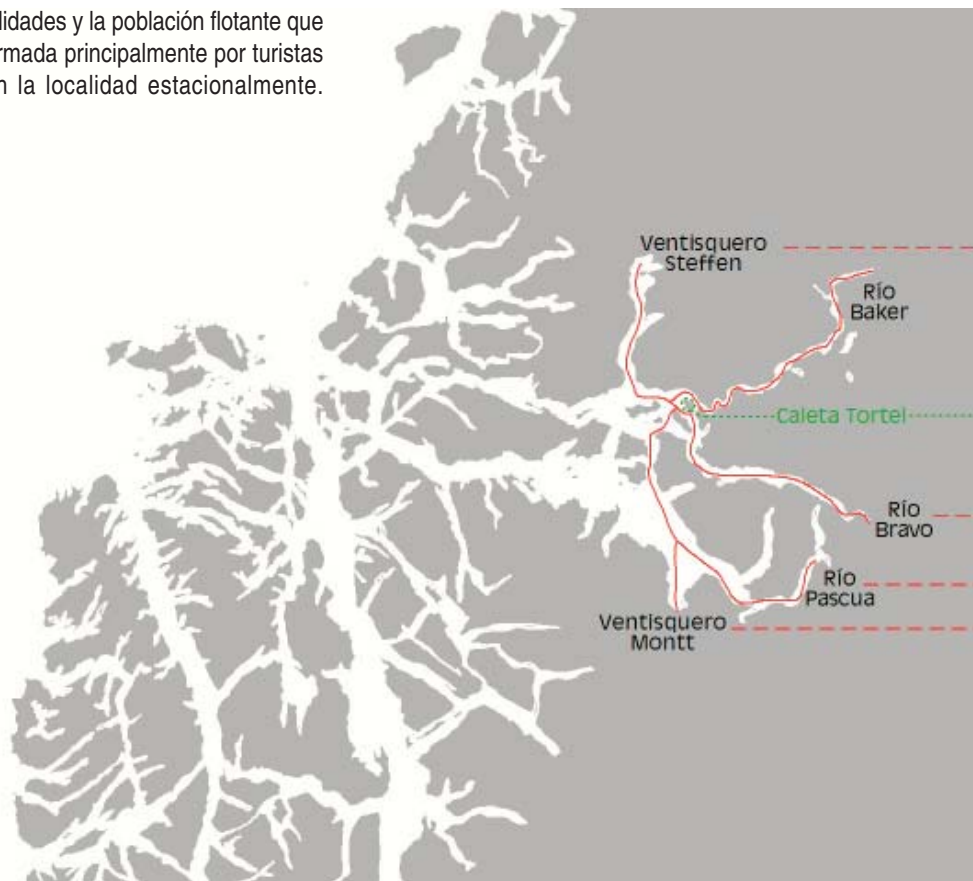 lidades y la población flotante que
rmada principalmente por turistas
n la localidad estacionalmente.
Ventisquero
Steffen
Río
Baker
Caleta Tortel
Río
Bravo
Río
Pascua
Ventisquero
Montt